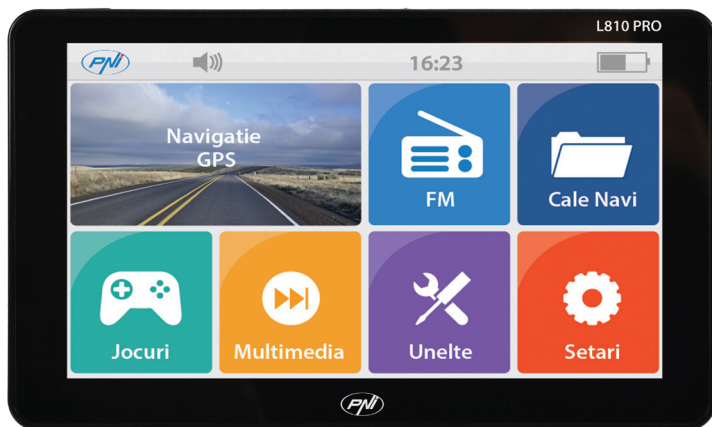 L810 PRO
PNI
16:23
Navigatie
GPS
FM
Cale Navi
Jocuri
Multimedia
Unelte
Setari
PNI